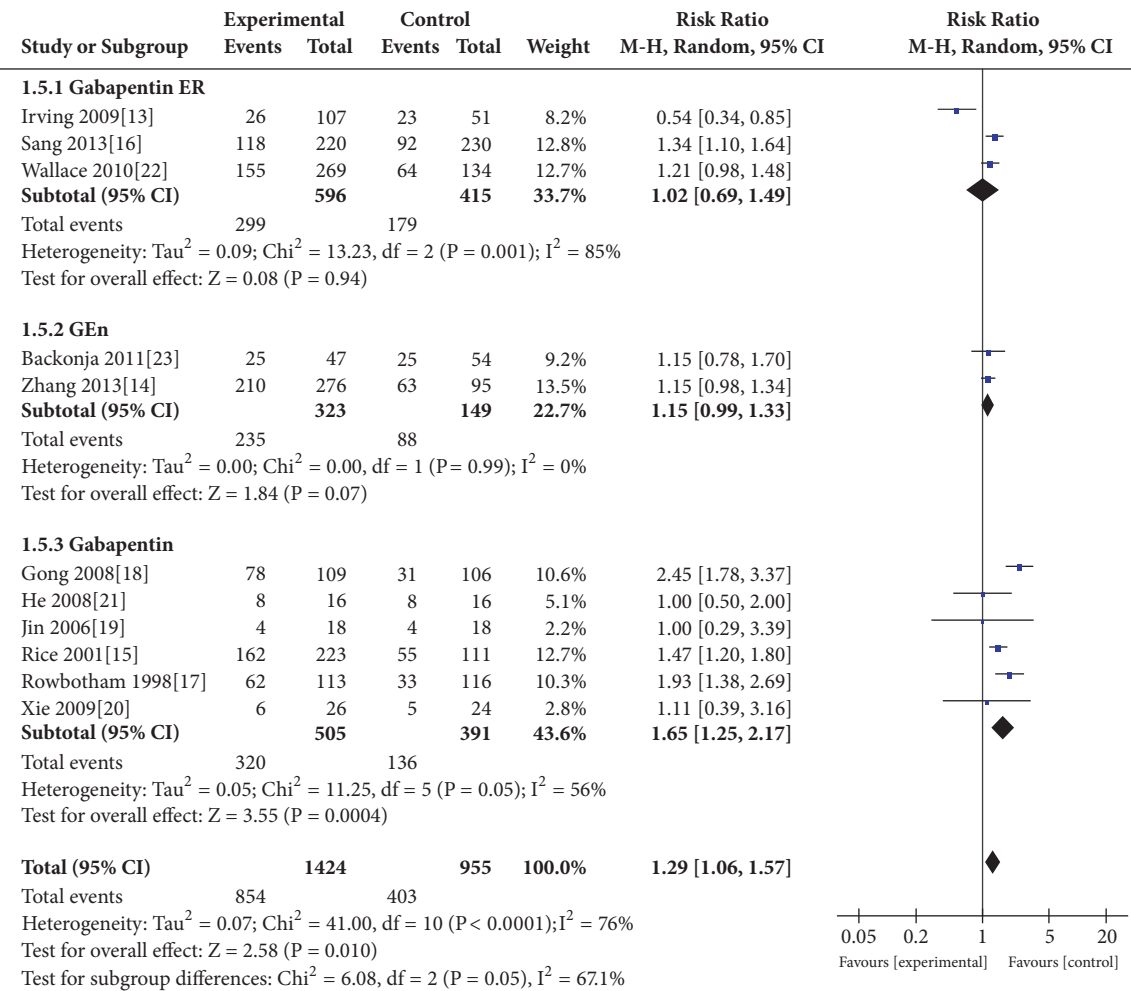 Experimental Control Risk Ratio Risk Ratio
Study or Subgroup Events Total Events Total Weight M-H, Random, 95% CI M-H, Random, 95% CI
1.5.1 Gabapentin ER
Irving 2009[13] 26 107 23 51 8.2% 0.54 [0.34, 0.85]
Sang 2013[16] 118 220 92 230 12.8% 1.34 [1.10, 1.64]
Wallace 2010[22] 155 269 64 134 12.7% 1.21 [0.98, 1.48]
Subtotal (95% CI) 596 415 33.7% 1.02 [0.69, 1.49]
Total events 299 179
Heterogeneity: Tau² = 0.09; Chi² = 13.23, df = 2 (P = 0.001); I² = 85%
Test for overall effect: Z = 0.08 (P = 0.94)
1.5.2 GEn
Backonja 2011[23] 25 47 25 54 9.2% 1.15 [0.78, 1.70]
Zhang 2013[14] 210 276 63 95 13.5% 1.15 [0.98, 1.34]
Subtotal (95% CI) 323 149 22.7% 1.15 [0.99, 1.33]
Total events 235 88
Heterogeneity: Tau² = 0.00; Chi² = 0.00, df = 1 (P = 0.99); I² = 0%
Test for overall effect: Z = 1.84 (P = 0.07)
1.5.3 Gabapentin
Gong 2008[18] 78 109 31 106 10.6% 2.45 [1.78, 3.37]
He 2008[21] 8 16 8 16 5.1% 1.00 [0.50, 2.00]
Jin 2006[19] 4 18 4 18 2.2% 1.00 [0.29, 3.39]
Rice 2001[15] 162 223 55 111 12.7% 1.47 [1.20, 1.80]
Rowbotham 1998[17] 62 113 33 116 10.3% 1.93 [1.38, 2.69]
Xie 2009[20] 6 26 5 24 2.8% 1.11 [0.39, 3.16]
Subtotal (95% CI) 505 391 43.6% 1.65 [1.25, 2.17]
Total events 320 136
Heterogeneity: Tau² = 0.05; Chi² = 11.25, df = 5 (P = 0.05); I² = 56%
Test for overall effect: Z = 3.55 (P = 0.0004)
Total (95% CI) 1424 955 100.0% 1.29 [1.06, 1.57]
Total events 854 403
Heterogeneity: Tau² = 0.07; Chi² = 41.00, df = 10 (P < 0.0001); I² = 76%
Test for overall effect: Z = 2.58 (P = 0.010)
Test for subgroup differences: Chi² = 6.08, df = 2 (P = 0.05), I² = 67.1%
0.05 0.2 1 5 20
Favours [experimental] Favours [control]